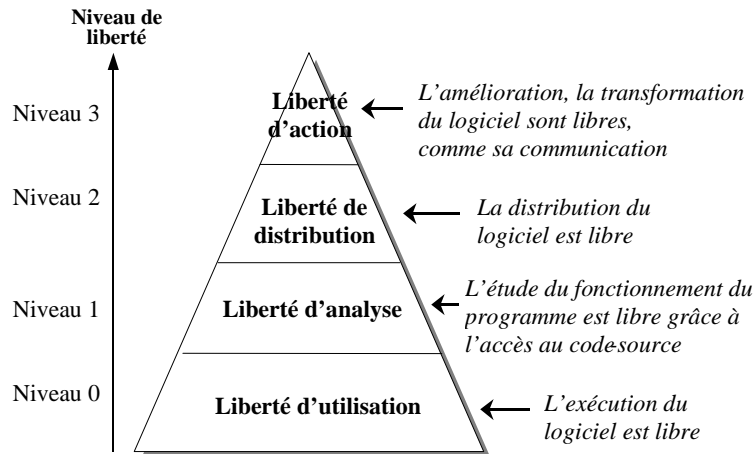 Niveau de
liberté
Niveau 3
Liberté
d'action
L'amélioration, la transformation
du logiciel sont libres,
comme sa communication
Niveau 2
Liberté de
distribution
La distribution du
logiciel est libre
Niveau 1
Liberté d'analyse
L'étude du fonctionnement du
programme est libre grâce à
l'accès au code-source
Niveau 0
Liberté d'utilisation
L'exécution du
logiciel est libre